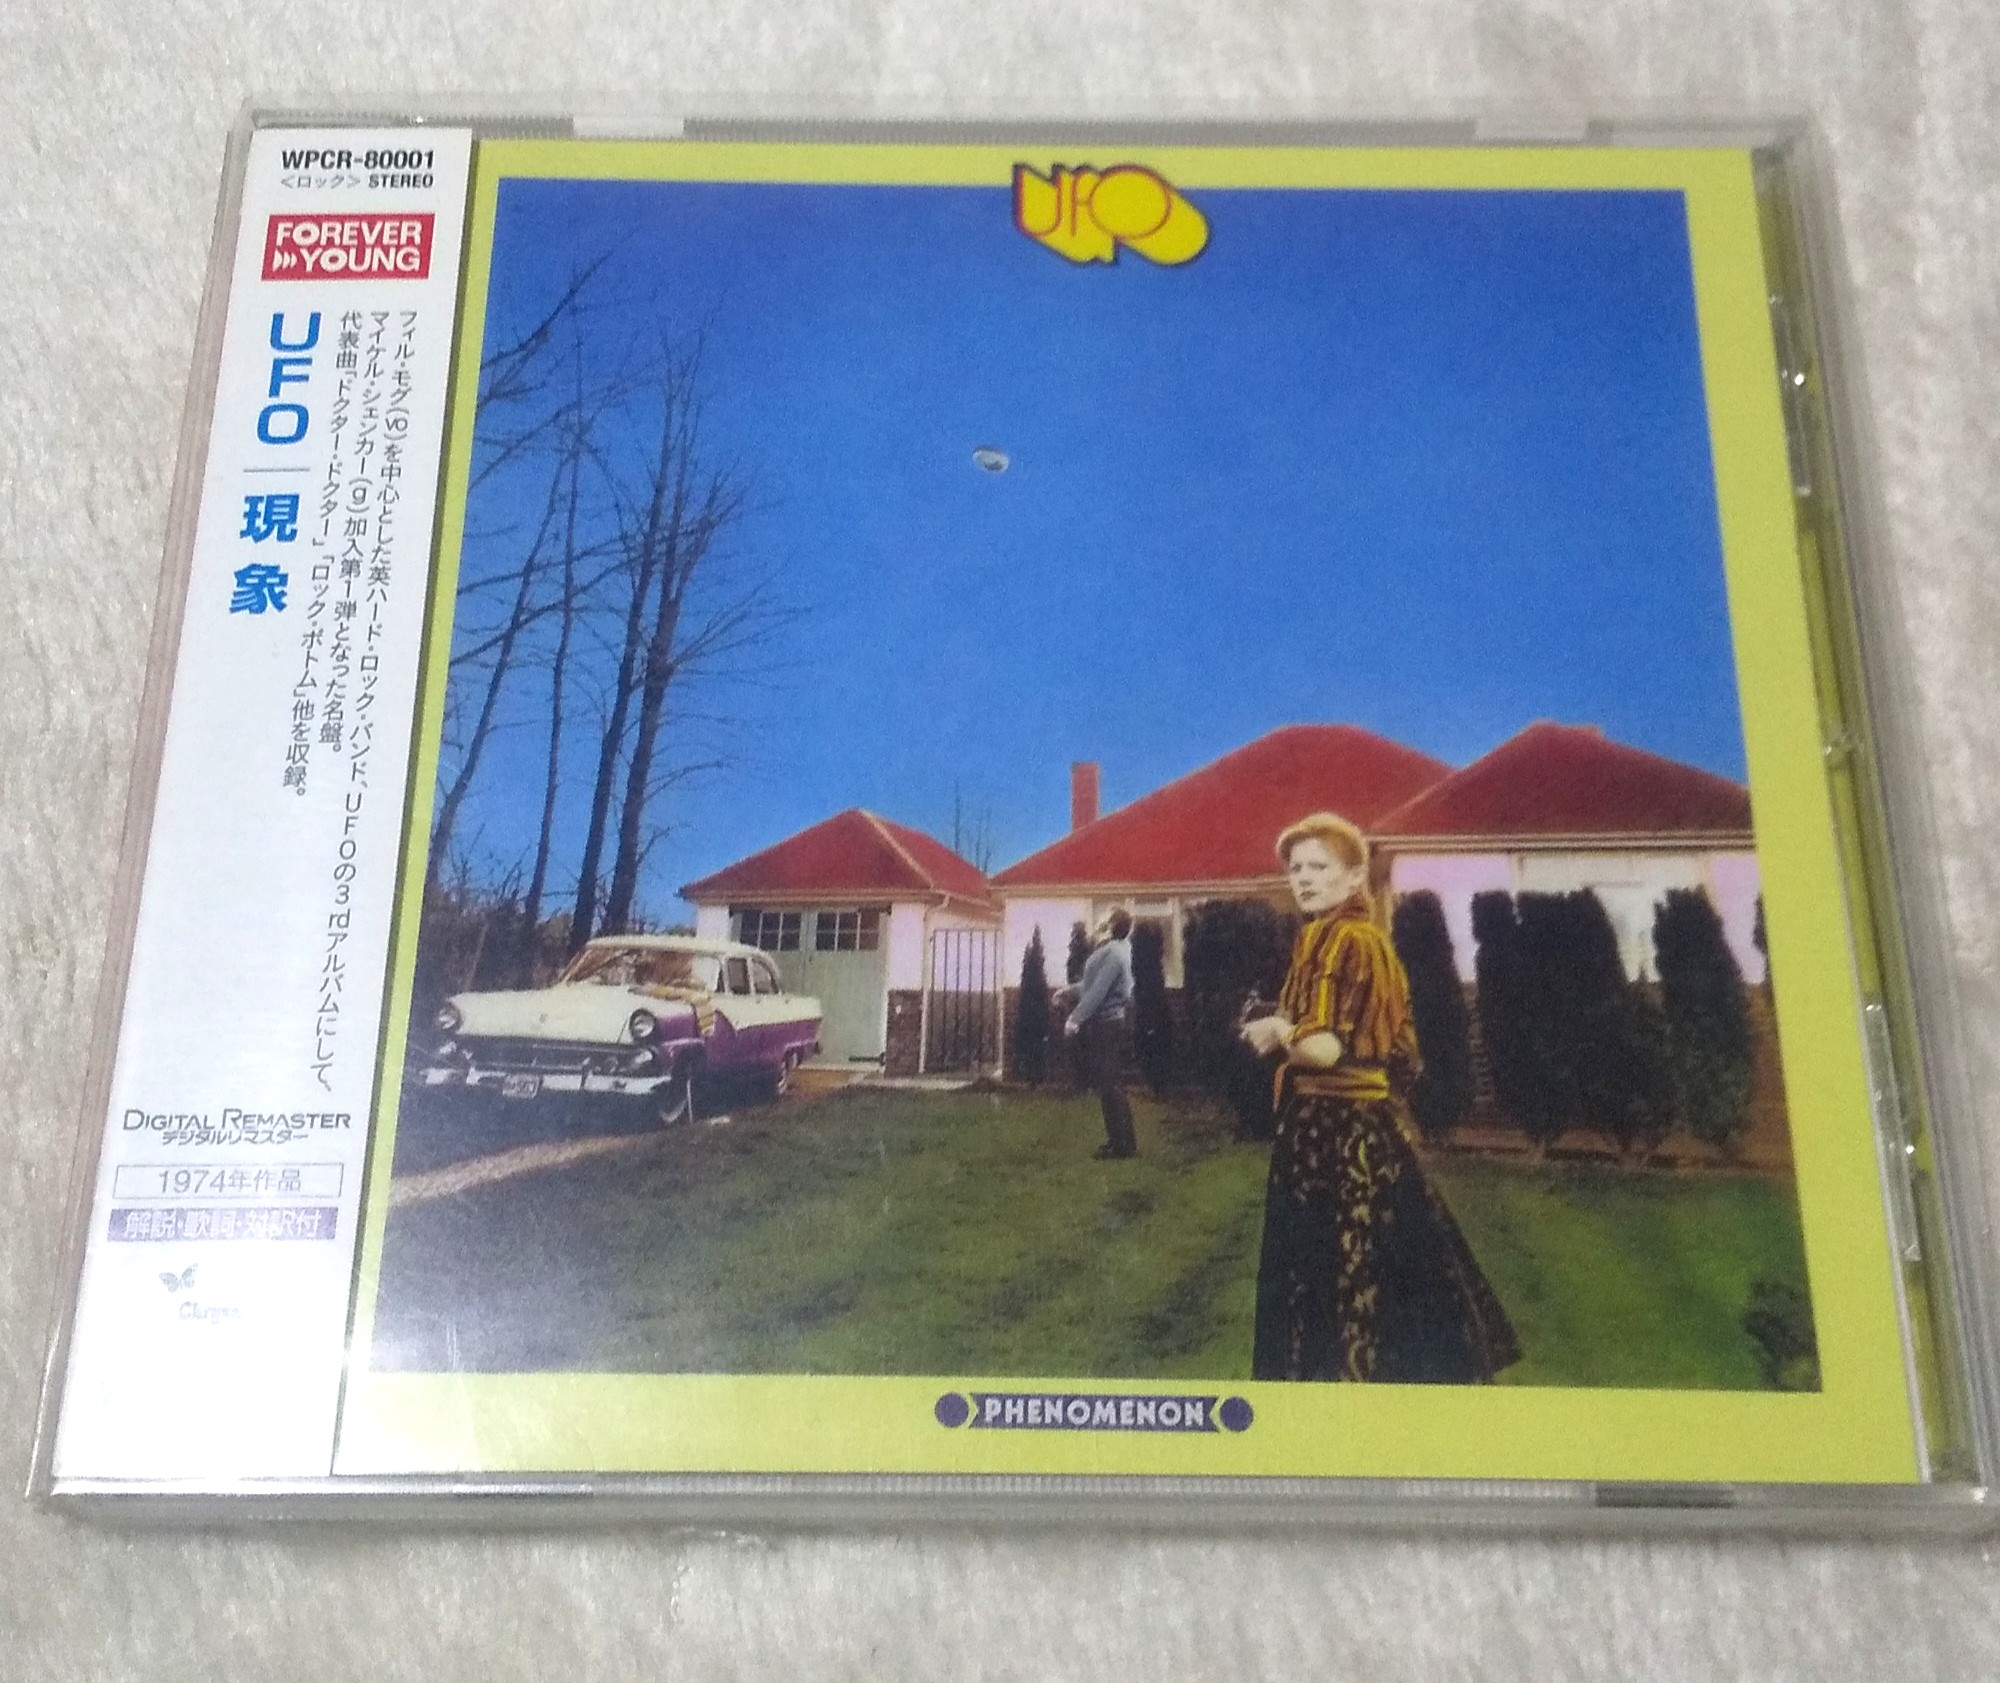 WPCR-80001
<ロック> STEREO
FOREVER
YOUNG
UFO
現象
フィル・モグ(vo)を中心とした英ハード・ロック・バンド、UFOの3rdアルバムにして、
マイケル・シェンカー(g)加入第1弾となった名盤。
代表曲「ドクター・ドクター」「ロック・ボトム」他を収録。
DIGITAL REMASTER
デジタルリマスター
1974年作品
解説・歌詞・対訳付
UFO
PHENOMENON